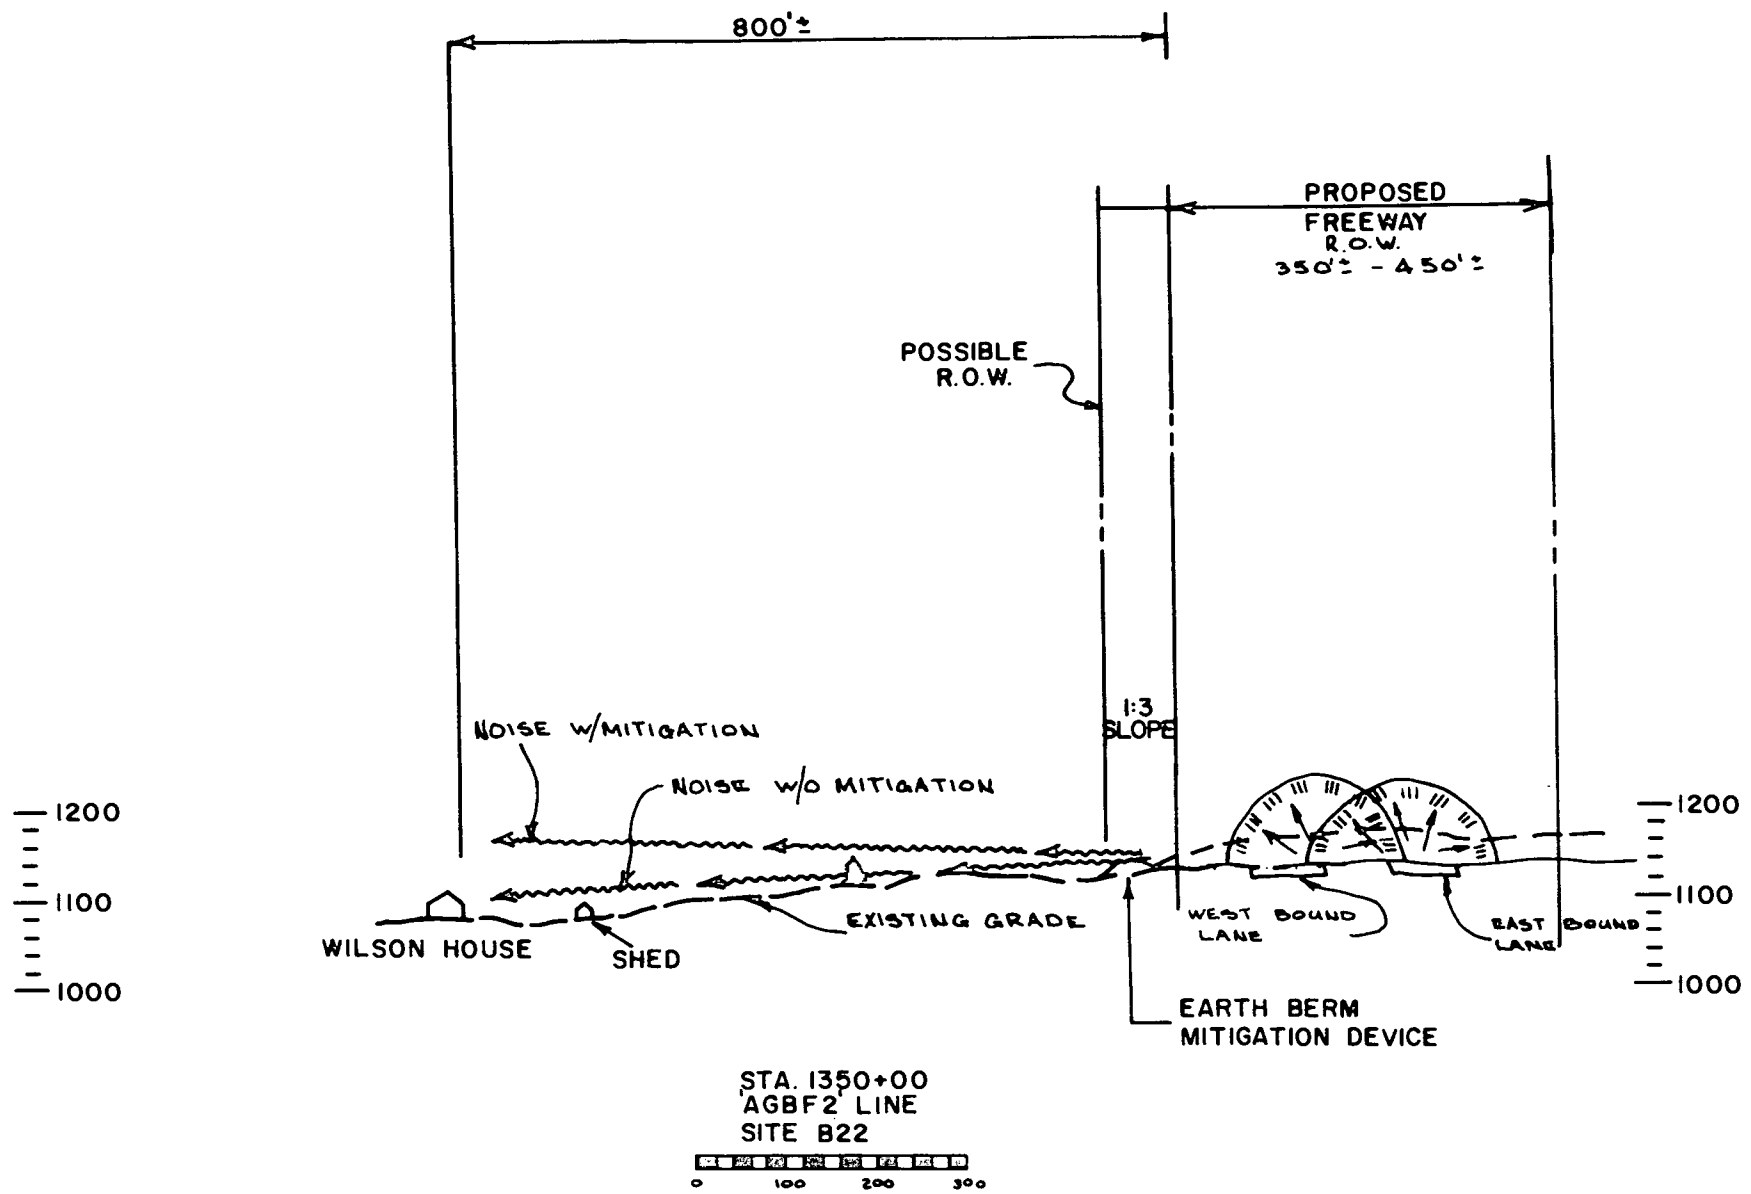 800'±
PROPOSED
FREEWAY
R.O.W.
350'± - 450'±
POSSIBLE
R.O.W.
1:3
SLOPE
NOISE W/MITIGATION
NOISE W/O MITIGATION
1200
1100
1000
1200
1100
1000
WILSON HOUSE
SHED
EXISTING GRADE
WEST BOUND
LANE
EAST BOUND
LANE
EARTH BERM
MITIGATION DEVICE
STA. 1350+00
'AGBF2' LINE
SITE B22
0 100 200 300